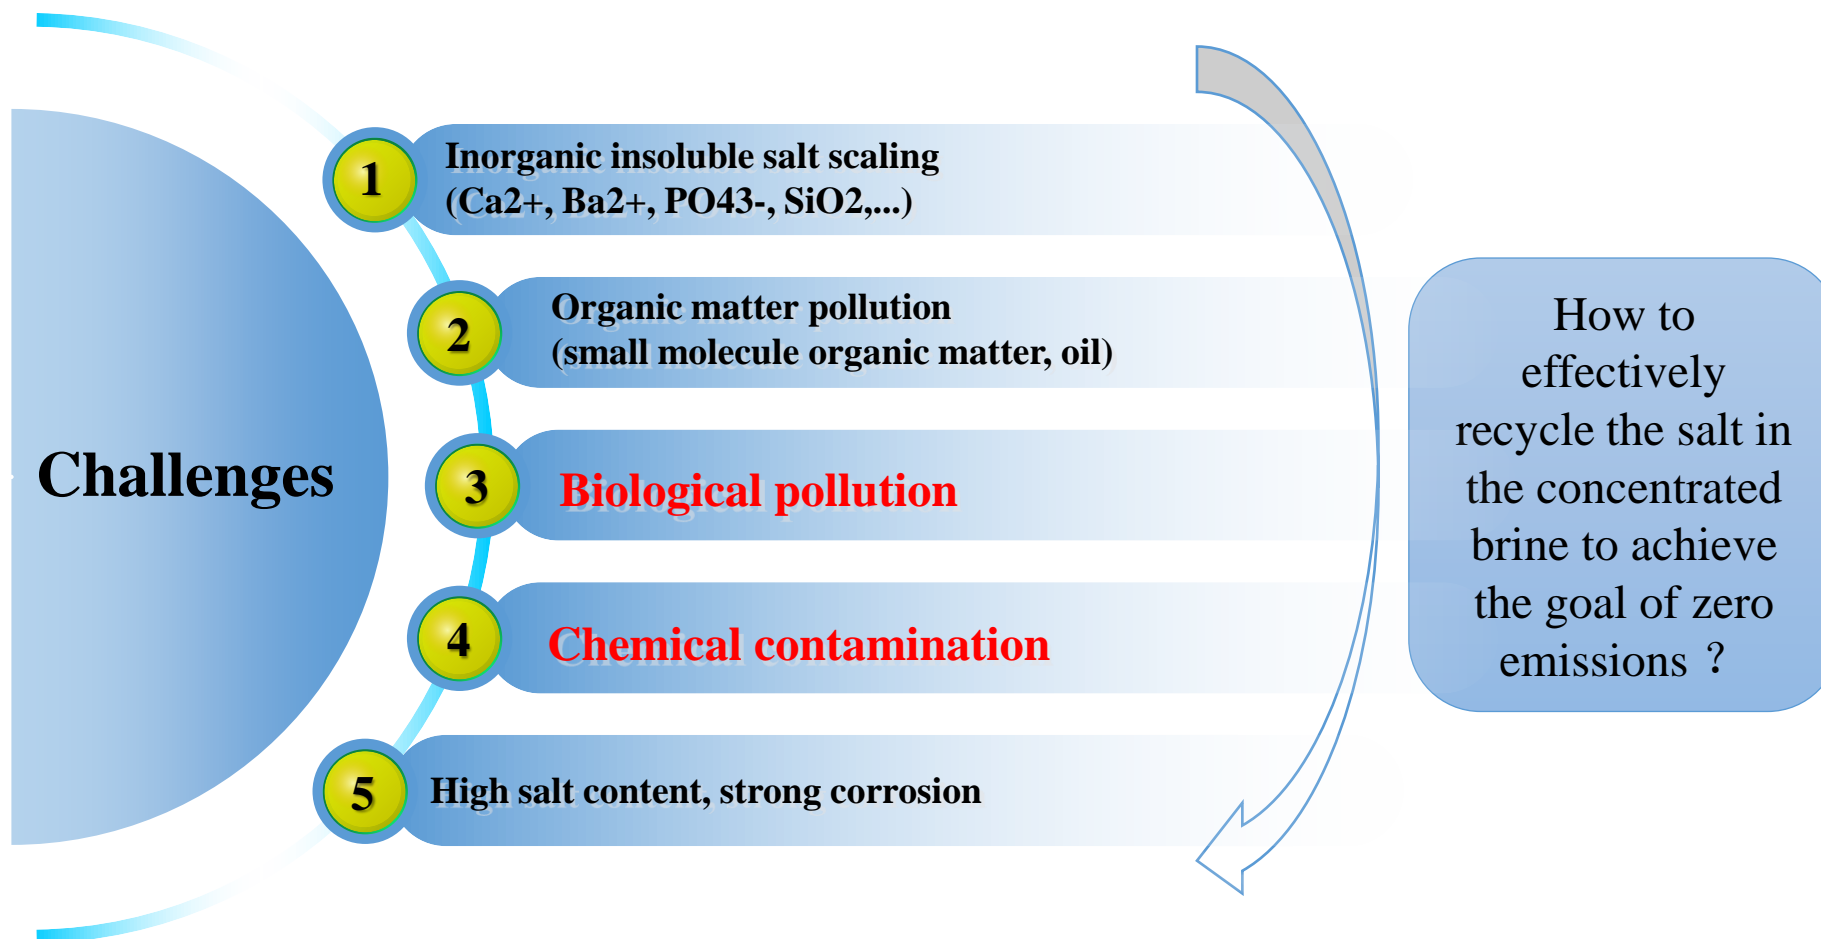 Challenges
1
Inorganic insoluble salt scaling
(Ca2+, Ba2+, PO43-, SiO2,...)
2
Organic matter pollution
(small molecule organic matter, oil)
3
Biological pollution
4
Chemical contamination
5
High salt content, strong corrosion
How to
effectively
recycle the salt in
the concentrated
brine to achieve
the goal of zero
emissions ？